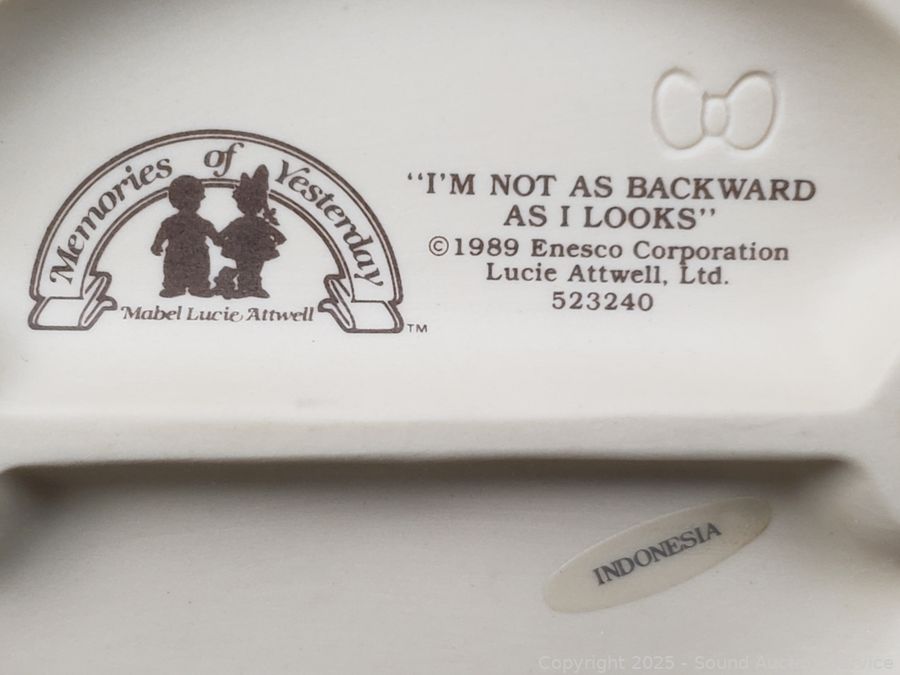 Memories of Yesterday
Mabel Lucie Attwell
TM
"I'M NOT AS BACKWARD
AS I LOOKS"
©1989 Enesco Corporation
Lucie Attwell, Ltd.
523240
INDONESIA
Copyright 2025 - Sound Auction Service